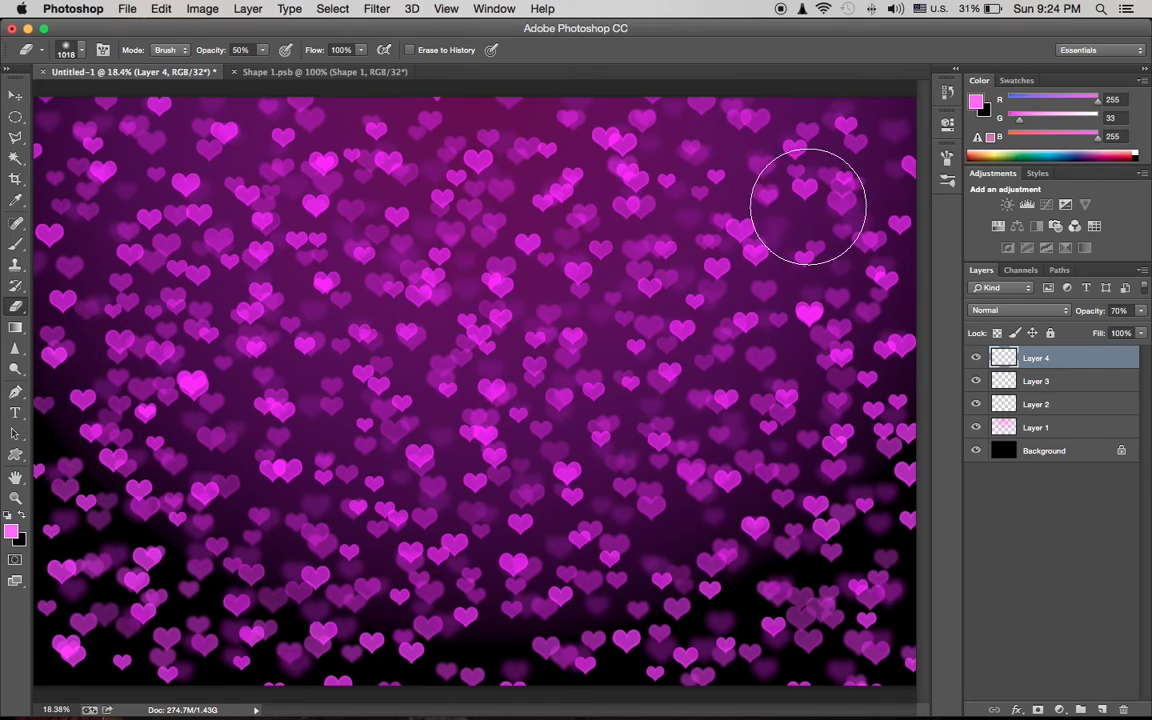 Photoshop File Edit Image Layer Type Select Filter 3D View Window Help U.S. 31% Sun 9:24 PM
Adobe Photoshop CC
1018 Mode: Brush Opacity: 50% Flow: 100% Erase to History Essentials
Untitled-1 @ 18.4% (Layer 4, RGB/32*) * Shape 1.psb @ 100% (Shape 1, RGB/32*)
Color Swatches
R 255
G 33
B 255
Adjustments Styles
Add an adjustment
Layers Channels Paths
Kind
Normal Opacity: 70%
Lock: Fill: 100%
Layer 4
Layer 3
Layer 2
Layer 1
Background
18.38% Doc: 274.7M/1.43G